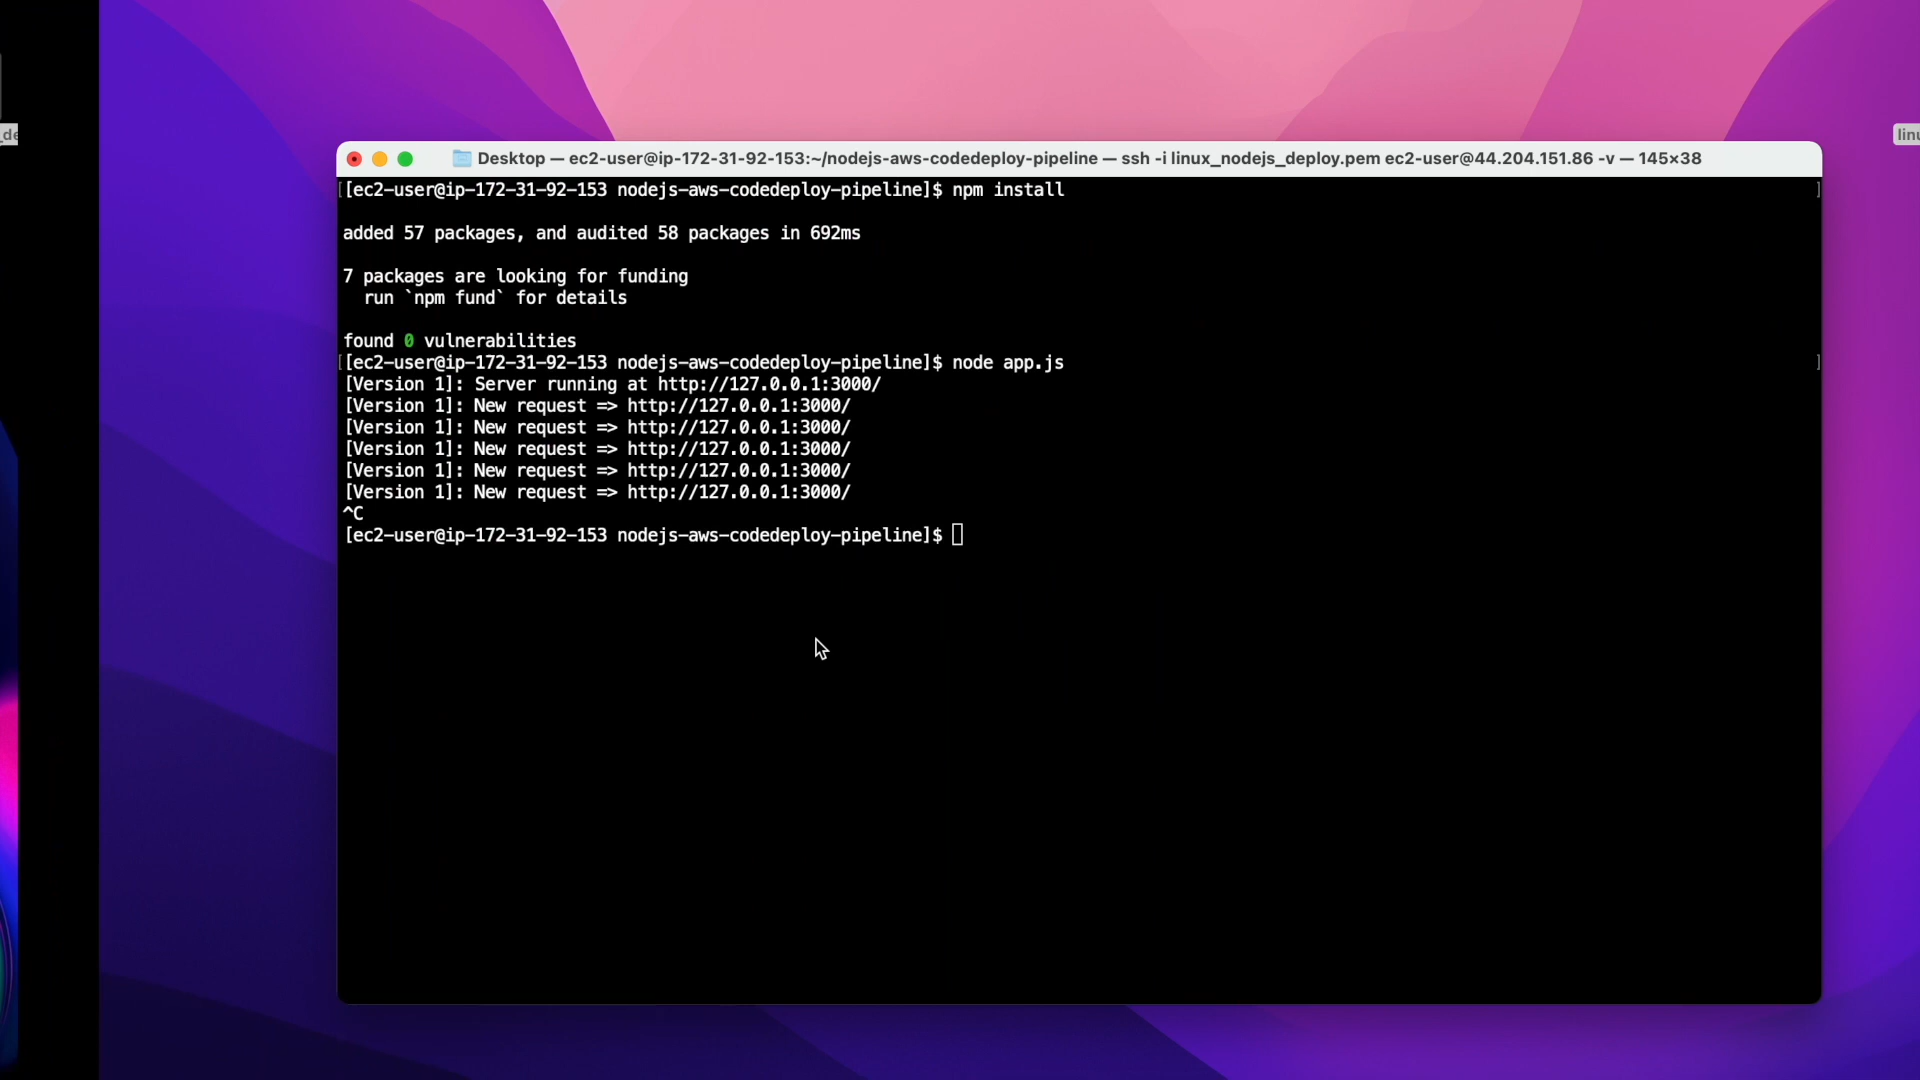 _de
linu
Desktop — ec2-user@ip-172-31-92-153:~/nodejs-aws-codedeploy-pipeline — ssh -i linux_nodejs_deploy.pem ec2-user@44.204.151.86 -v — 145×38
[[ec2-user@ip-172-31-92-153 nodejs-aws-codedeploy-pipeline]$ npm install ]
added 57 packages, and audited 58 packages in 692ms
7 packages are looking for funding
run `npm fund` for details
found 0 vulnerabilities
[[ec2-user@ip-172-31-92-153 nodejs-aws-codedeploy-pipeline]$ node app.js ]
[Version 1]: Server running at http://127.0.0.1:3000/
[Version 1]: New request => http://127.0.0.1:3000/
[Version 1]: New request => http://127.0.0.1:3000/
[Version 1]: New request => http://127.0.0.1:3000/
[Version 1]: New request => http://127.0.0.1:3000/
[Version 1]: New request => http://127.0.0.1:3000/
^C
[ec2-user@ip-172-31-92-153 nodejs-aws-codedeploy-pipeline]$